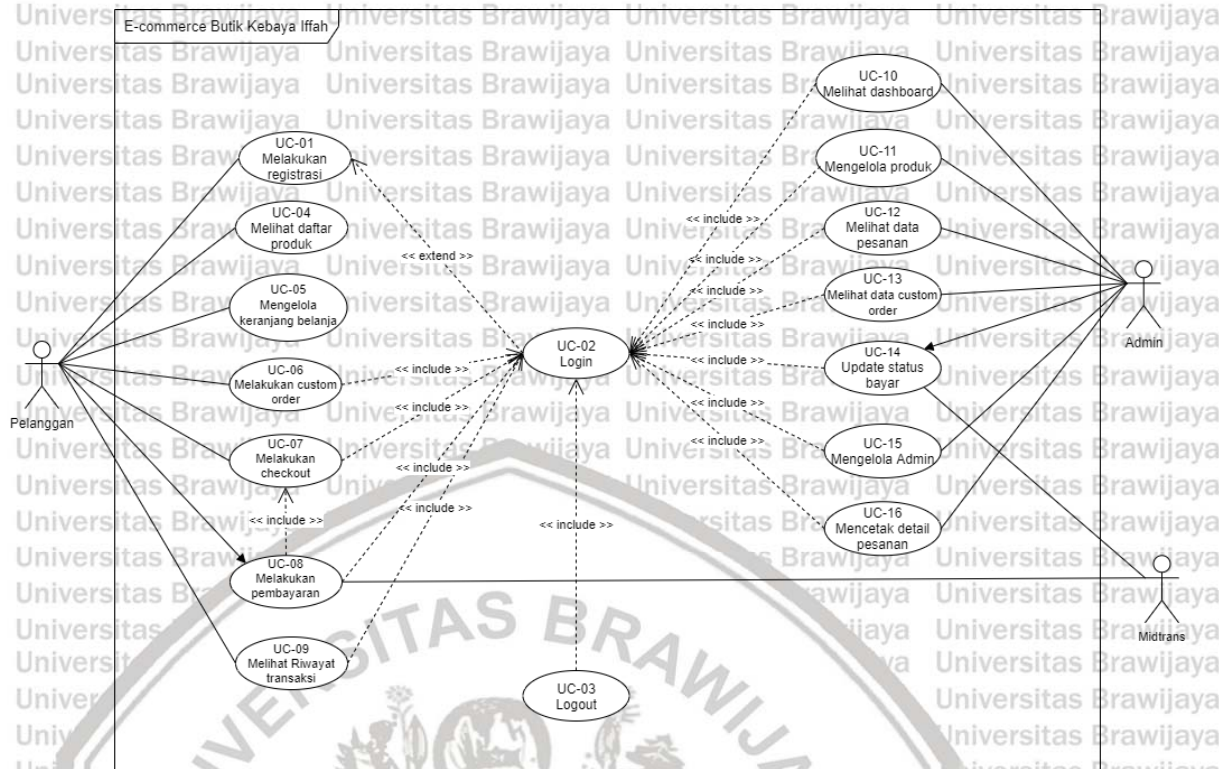 E-commerce Butik Kebaya Iffah
UC-01
Melakukan
registrasi
UC-04
Melihat daftar
produk
UC-05
Mengelola
keranjang belanja
UC-06
Melakukan custom
order
UC-07
Melakukan
checkout
UC-08
Melakukan
pembayaran
UC-09
Melihat Riwayat
transaksi
Pelanggan
<< extend >>
<< include >>
<< include >>
<< include >>
<< include >>
<< include >>
<< include >>
UC-02
Login
UC-03
Logout
<< include >>
<< include >>
<< include >>
<< include >>
<< include >>
<< include >>
<< include >>
UC-10
Melihat dashboard
UC-11
Mengelola produk
UC-12
Melihat data
pesanan
UC-13
Melihat data custom
order
UC-14
Update status
bayar
UC-15
Mengelola Admin
UC-16
Mencetak detail
pesanan
Admin
Midtrans
Universitas Brawijaya
SITAS BRAWIJ